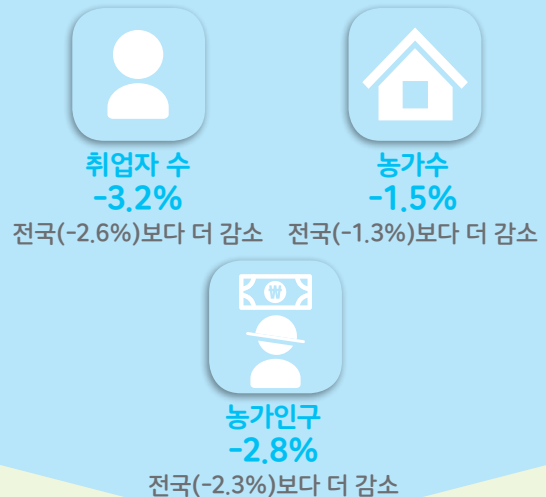 취업자 수
-3.2%
전국(-2.6%)보다 더 감소
농가수
-1.5%
전국(-1.3%)보다 더 감소
₩
농가인구
-2.8%
전국(-2.3%)보다 더 감소